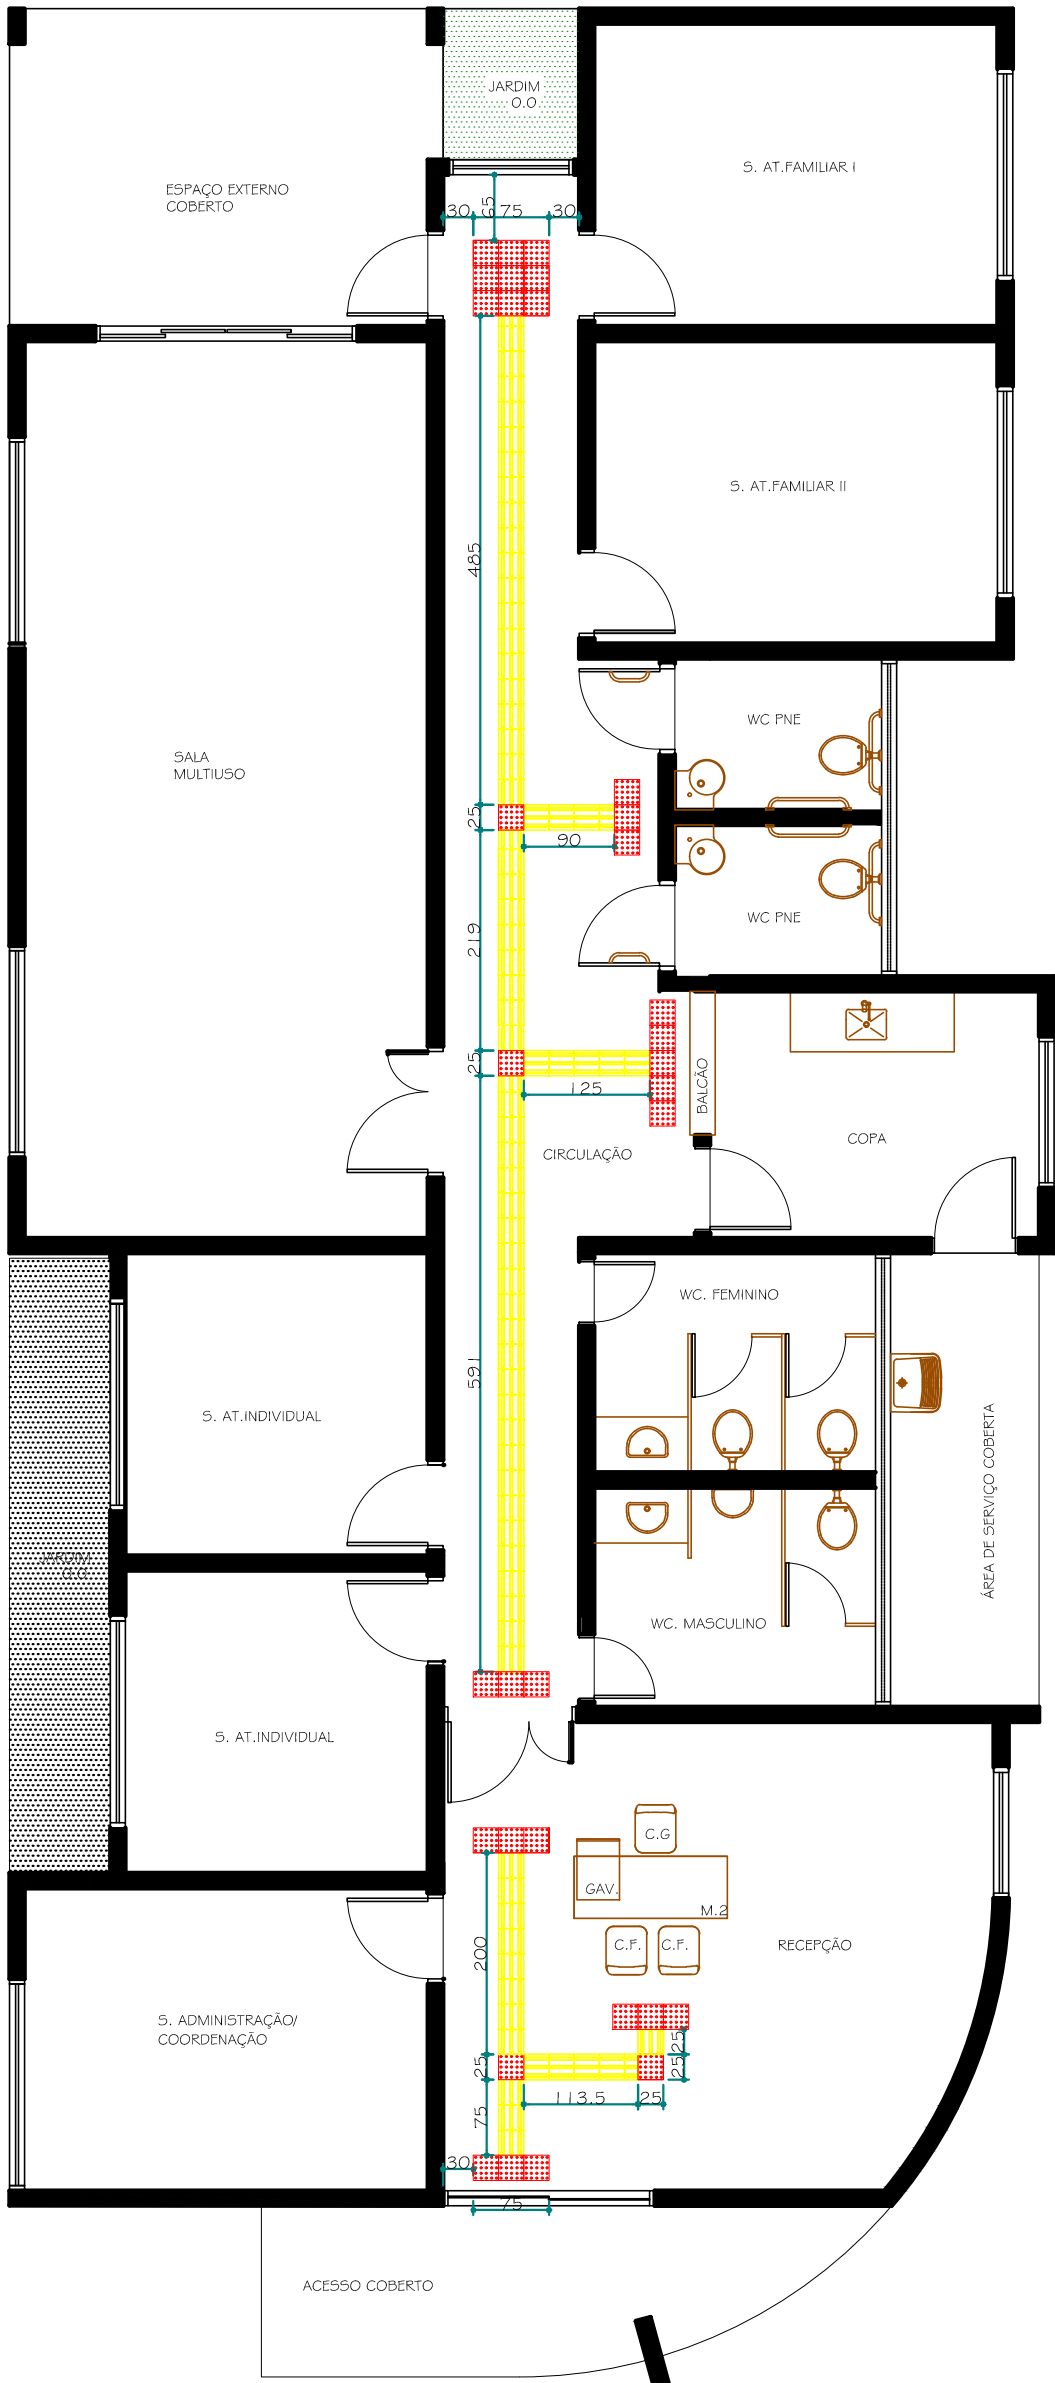 JARDIM
0.0
S. AT.FAMILIAR I
ESPAÇO EXTERNO
COBERTO
30
65
75
30
S. AT.FAMILIAR II
485
WC PNE
SALA
MULTIUSO
25
90
WC PNE
219
25
125
BALCÃO
COPA
CIRCULAÇÃO
WC. FEMININO
591
S. AT.INDIVIDUAL
ÁREA DE SERVIÇO COBERTA
JARDIM
0.0
WC. MASCULINO
S. AT.INDIVIDUAL
C.G
GAV.
M.2
200
C.F.
C.F.
RECEPÇÃO
S. ADMINISTRAÇÃO/
COORDENAÇÃO
25
25
25
113.5
25
75
30
75
ACESSO COBERTO